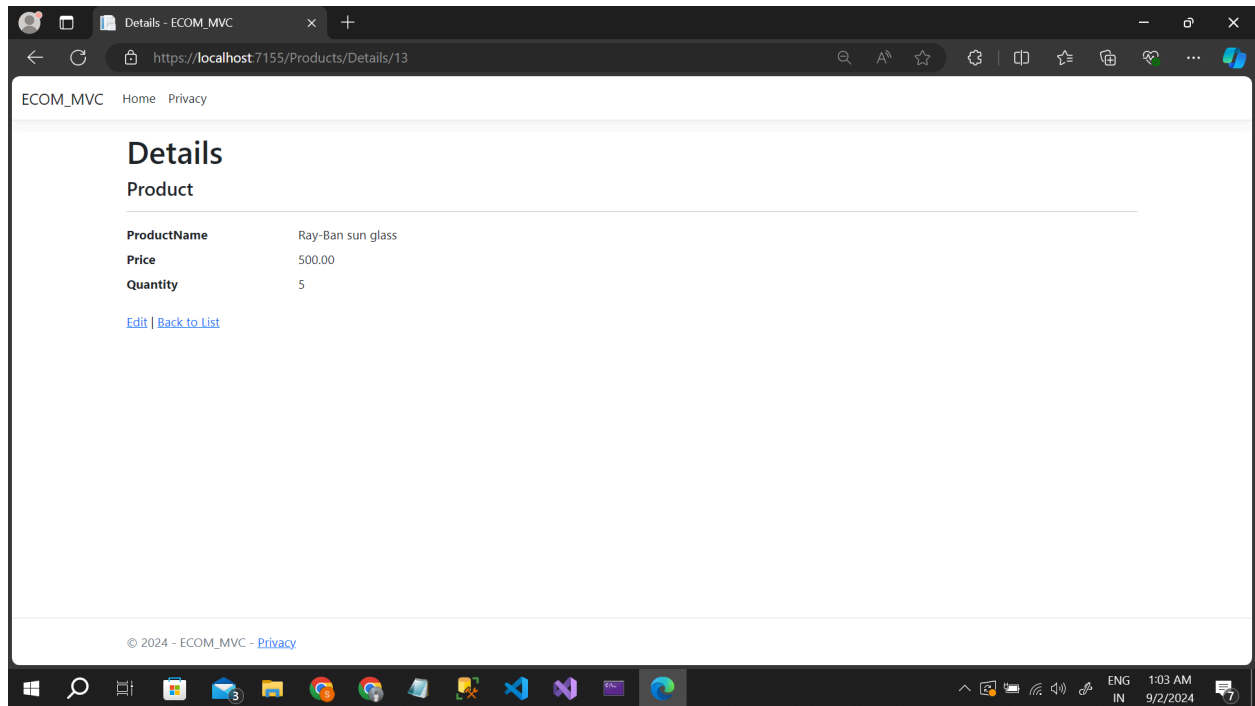 Details - ECOM_MVC
https://localhost:7155/Products/Details/13
ECOM_MVC Home Privacy
Details
Product
ProductName Ray-Ban sun glass
Price 500.00
Quantity 5
Edit | Back to List
© 2024 - ECOM_MVC - Privacy
3
S
ENG 1:03 AM
IN 9/2/2024
7